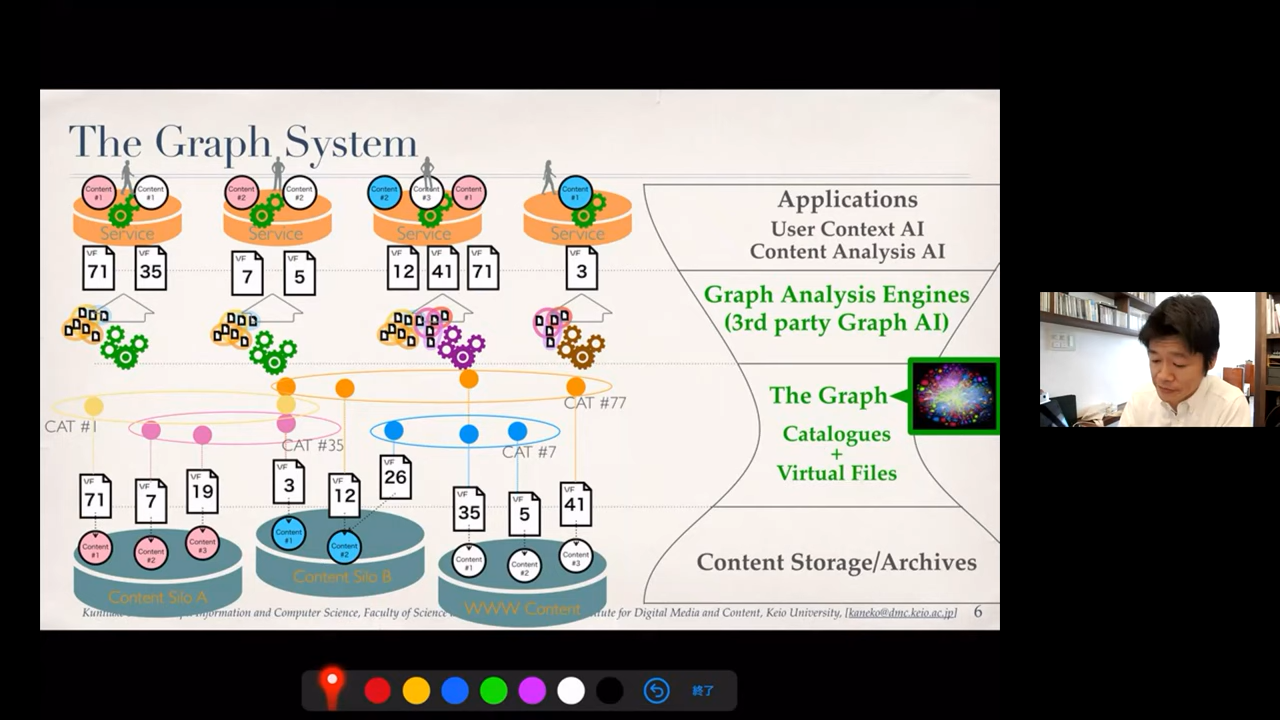 The Graph System
Content #1
Content #1
Content #2
Content #2
Content #2
Content #3
Content #1
Content #1
Service
Service
Service
Service
VF 71
VF 35
VF 7
VF 5
VF 12
VF 41
VF 71
VF 3
CAT #1
CAT #35
CAT #77
CAT #7
VF 71
VF 7
VF 19
VF 3
VF 12
VF 26
VF 35
VF 5
VF 41
Content #1
Content #2
Content #3
Content #1
Content #2
Content #1
Content #2
Content #3
Content Silo A
Content Silo B
WWW Content
Applications
User Context AI
Content Analysis AI
Graph Analysis Engines
(3rd party Graph AI)
The Graph
Catalogues
+
Virtual Files
Content Storage/Archives
formation and Computer Science, Faculty of Science
for Digital Media and Content, Keio University, [kaneko@dmc.keio.ac.jp]
6
終了